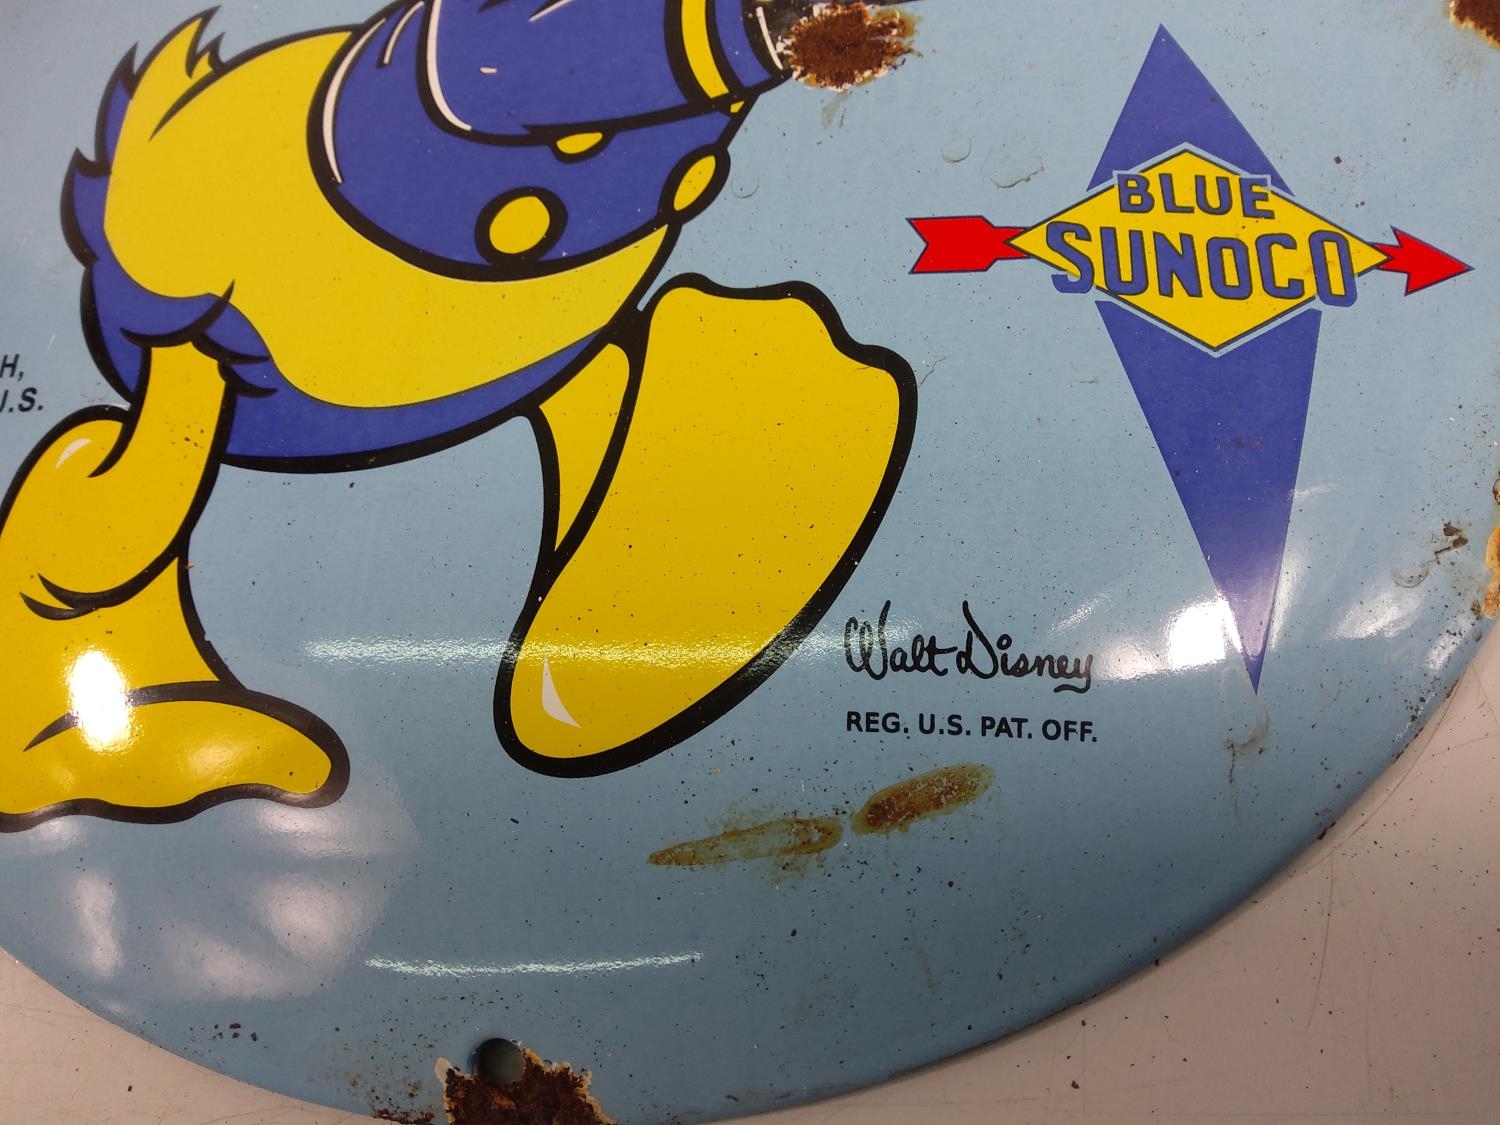 BLUE
SUNOCO
H,
U.S.
Walt Disney
REG. U.S. PAT. OFF.